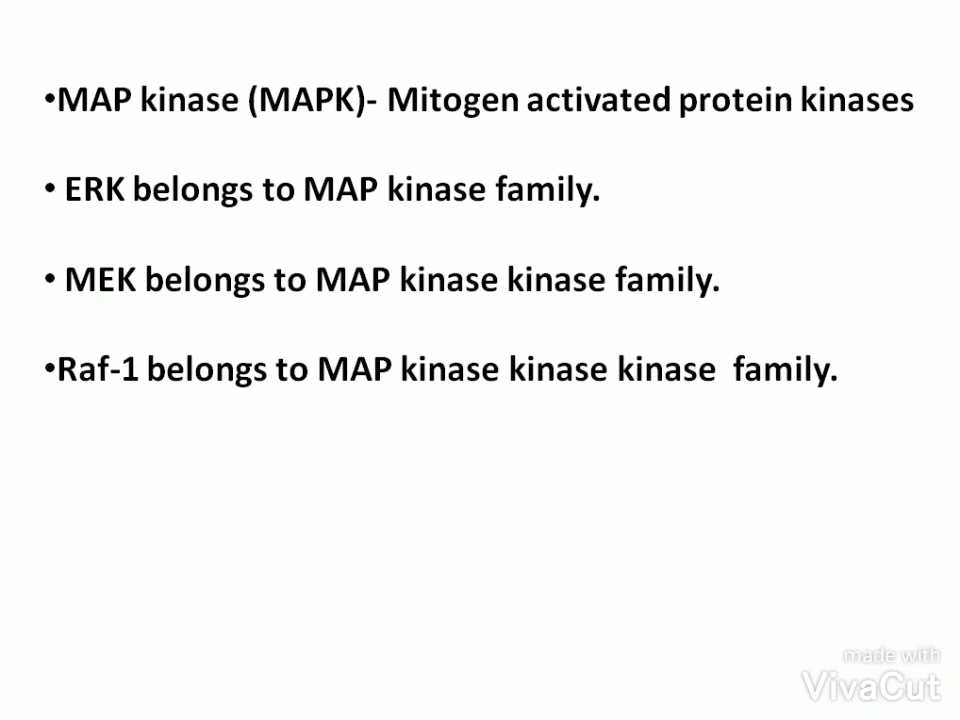 •MAP kinase (MAPK)- Mitogen activated protein kinases
• ERK belongs to MAP kinase family.
• MEK belongs to MAP kinase kinase family.
•Raf-1 belongs to MAP kinase kinase kinase  family.
made with
VivaCut